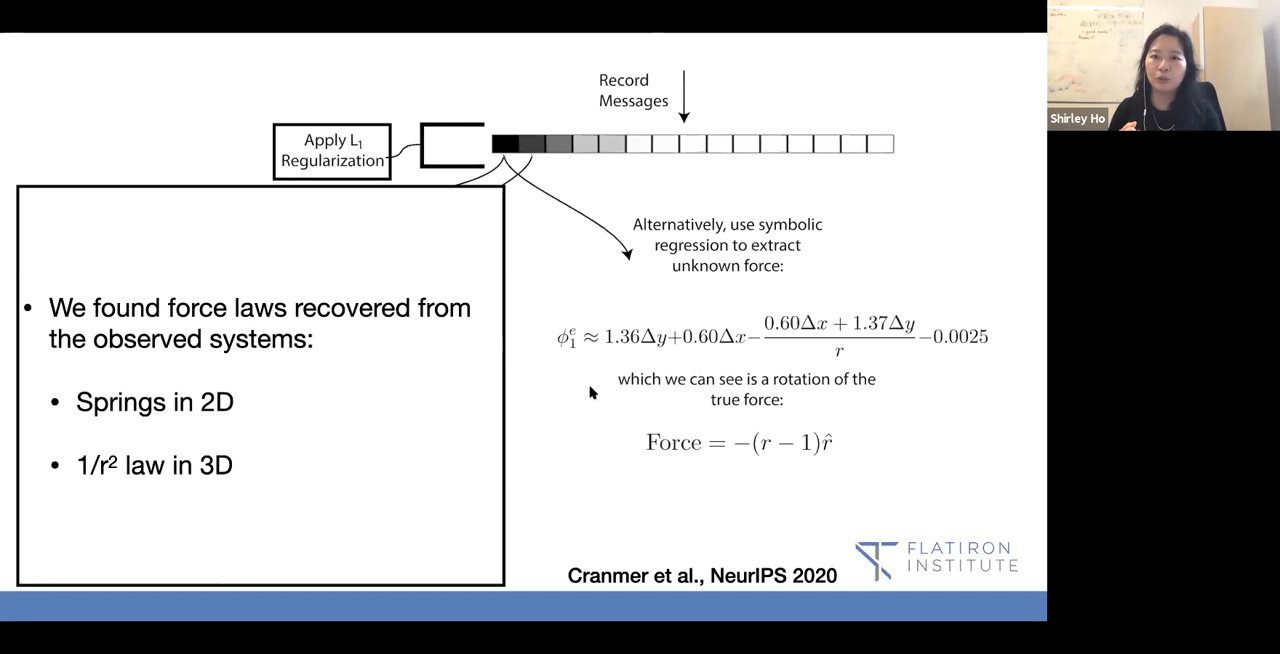 Record
Messages
Apply L₁
Regularization
Shirley Ho
Alternatively, use symbolic
regression to extract
unknown force:
• We found force laws recovered from
the observed systems:
• Springs in 2D
• 1/r² law in 3D
ϕ₁ᵉ ≈ 1.36Δy+0.60Δx−(0.60Δx + 1.37Δy)/r−0.0025
which we can see is a rotation of the
true force:
Force = −(r − 1)r̂
FLATIRON
INSTITUTE
Cranmer et al., NeurIPS 2020